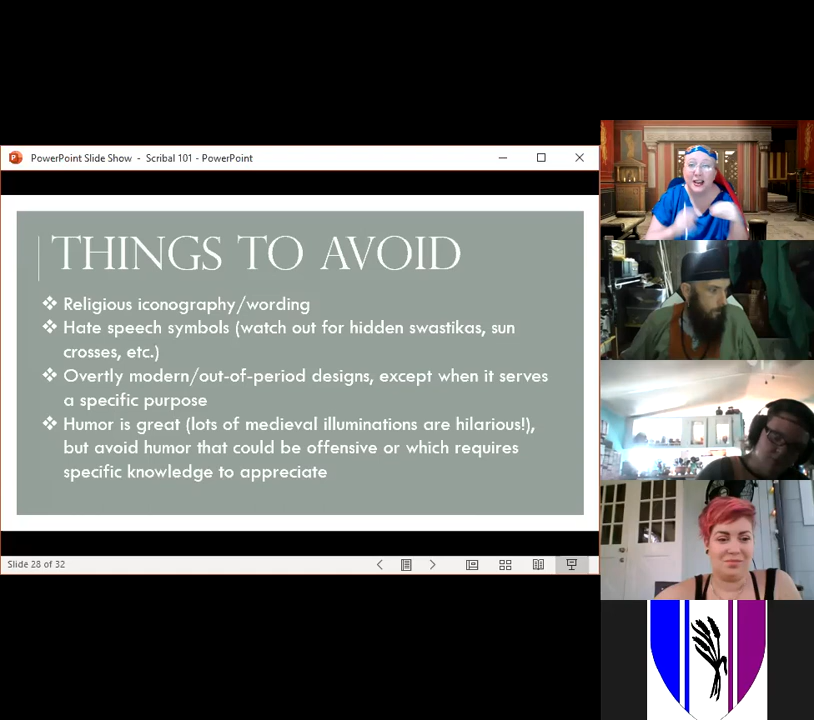 PowerPoint Slide Show - Scribal 101 - PowerPoint
THINGS TO AVOID
❖ Religious iconography/wording
❖ Hate speech symbols (watch out for hidden swastikas, sun
crosses, etc.)
❖ Overtly modern/out-of-period designs, except when it serves
a specific purpose
❖ Humor is great (lots of medieval illuminations are hilarious!),
but avoid humor that could be offensive or which requires
specific knowledge to appreciate
Slide 28 of 32